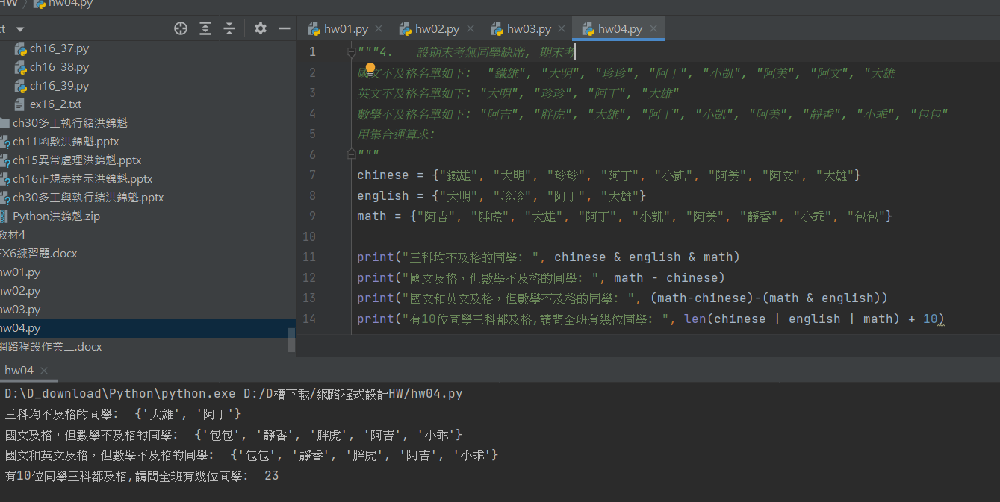 HW 〉 hw04.py
ct
hw01.py
hw02.py
hw03.py
hw04.py
ch16_37.py
ch16_38.py
ch16_39.py
ex16_2.txt
ch30多工執行緒洪錦魁
ch11函數洪錦魁.pptx
ch15異常處理洪錦魁.pptx
ch16正規表達示洪錦魁.pptx
ch30多工與執行緒洪錦魁.pptx
Python洪錦魁.zip
教材4
EX6練習題.docx
hw01.py
hw02.py
hw03.py
hw04.py
網路程設作業二.docx
1 """4. 設期末考無同學缺席, 期末考
2 國文不及格名單如下: "鐵雄", "大明", "珍珍", "阿丁", "小凱", "阿美", "阿文", "大雄
3 英文不及格名單如下: "大明", "珍珍", "阿丁", "大雄"
4 數學不及格名單如下: "阿吉", "胖虎", "大雄", "阿丁", "小凱", "阿美", "靜香", "小乖", "包包"
5 用集合運算求:
6 """
7 chinese = {"鐵雄", "大明", "珍珍", "阿丁", "小凱", "阿美", "阿文", "大雄"}
8 english = {"大明", "珍珍", "阿丁", "大雄"}
9 math = {"阿吉", "胖虎", "大雄", "阿丁", "小凱", "阿美", "靜香", "小乖", "包包"}
10
11 print("三科均不及格的同學: ", chinese & english & math)
12 print("國文及格，但數學不及格的同學: ", math - chinese)
13 print("國文和英文及格，但數學不及格的同學: ", (math-chinese)-(math & english))
14 print("有10位同學三科都及格,請問全班有幾位同學: ", len(chinese | english | math) + 10)
hw04
D:\D_download\Python\python.exe D:/D槽下載/網路程式設計HW/hw04.py
三科均不及格的同學:  {'大雄', '阿丁'}
國文及格，但數學不及格的同學:  {'包包', '靜香', '胖虎', '阿吉', '小乖'}
國文和英文及格，但數學不及格的同學:  {'包包', '靜香', '胖虎', '阿吉', '小乖'}
有10位同學三科都及格,請問全班有幾位同學:  23